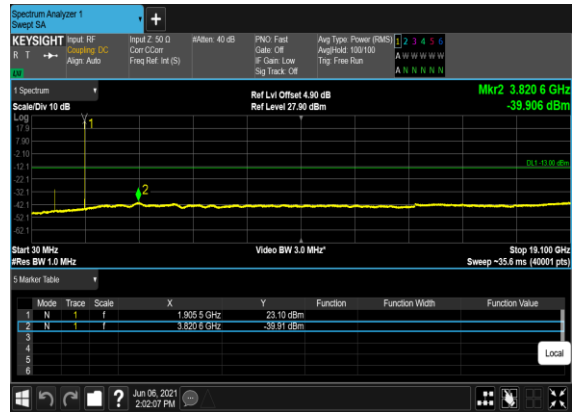 Spectrum Analyzer 1
Swept SA
+
KEYSIGHT Input: RF Input Z: 50 Ω #Atten: 40 dB PNO: Fast Avg Type: Power (RMS) 1 2 3 4 5 6
R T Coupling: DC Corr CCorr Gate: Off Avg|Hold: 100/100 A W W W W W
Align: Auto Freq Ref: Int (S) IF Gain: Low Trig: Free Run
Sig Track: Off A N N N N N
1 Spectrum Ref Lvl Offset 4.90 dB Mkr2 3.820 6 GHz
Scale/Div 10 dB Ref Level 27.90 dBm -39.906 dBm
Log
17.9 1
7.90
-2.10
-12.1 DL1 -13.00 dBm
-22.1
-32.1 2
-42.1
-52.1
-62.1
Start 30 MHz Video BW 3.0 MHz* Stop 19.100 GHz
#Res BW 1.0 MHz Sweep ~35.6 ms (40001 pts)
5 Marker Table
Mode Trace Scale X Y Function Function Width Function Value
1 N 1 f 1.905 5 GHz 23.10 dBm
2 N 1 f 3.820 6 GHz -39.91 dBm
3
4
5
6
Local
? Jun 06, 2021
2:02:07 PM